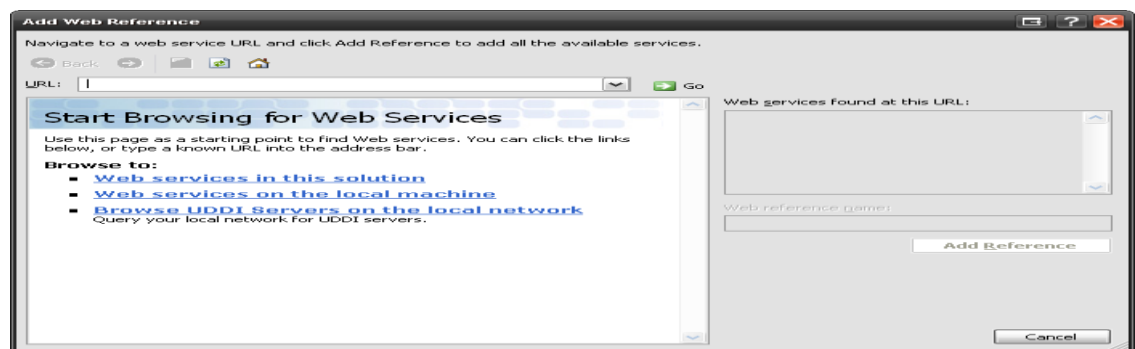 Add Web Reference
Navigate to a web service URL and click Add Reference to add all the available services.
Back
URL:
Go
Start Browsing for Web Services
Use this page as a starting point to find Web services. You can click the links
below, or type a known URL into the address bar.
Browse to:
Web services in this solution
Web services on the local machine
Browse UDDI Servers on the local network
Query your local network for UDDI servers.
Web services found at this URL:
Web reference name:
Add Reference
Cancel